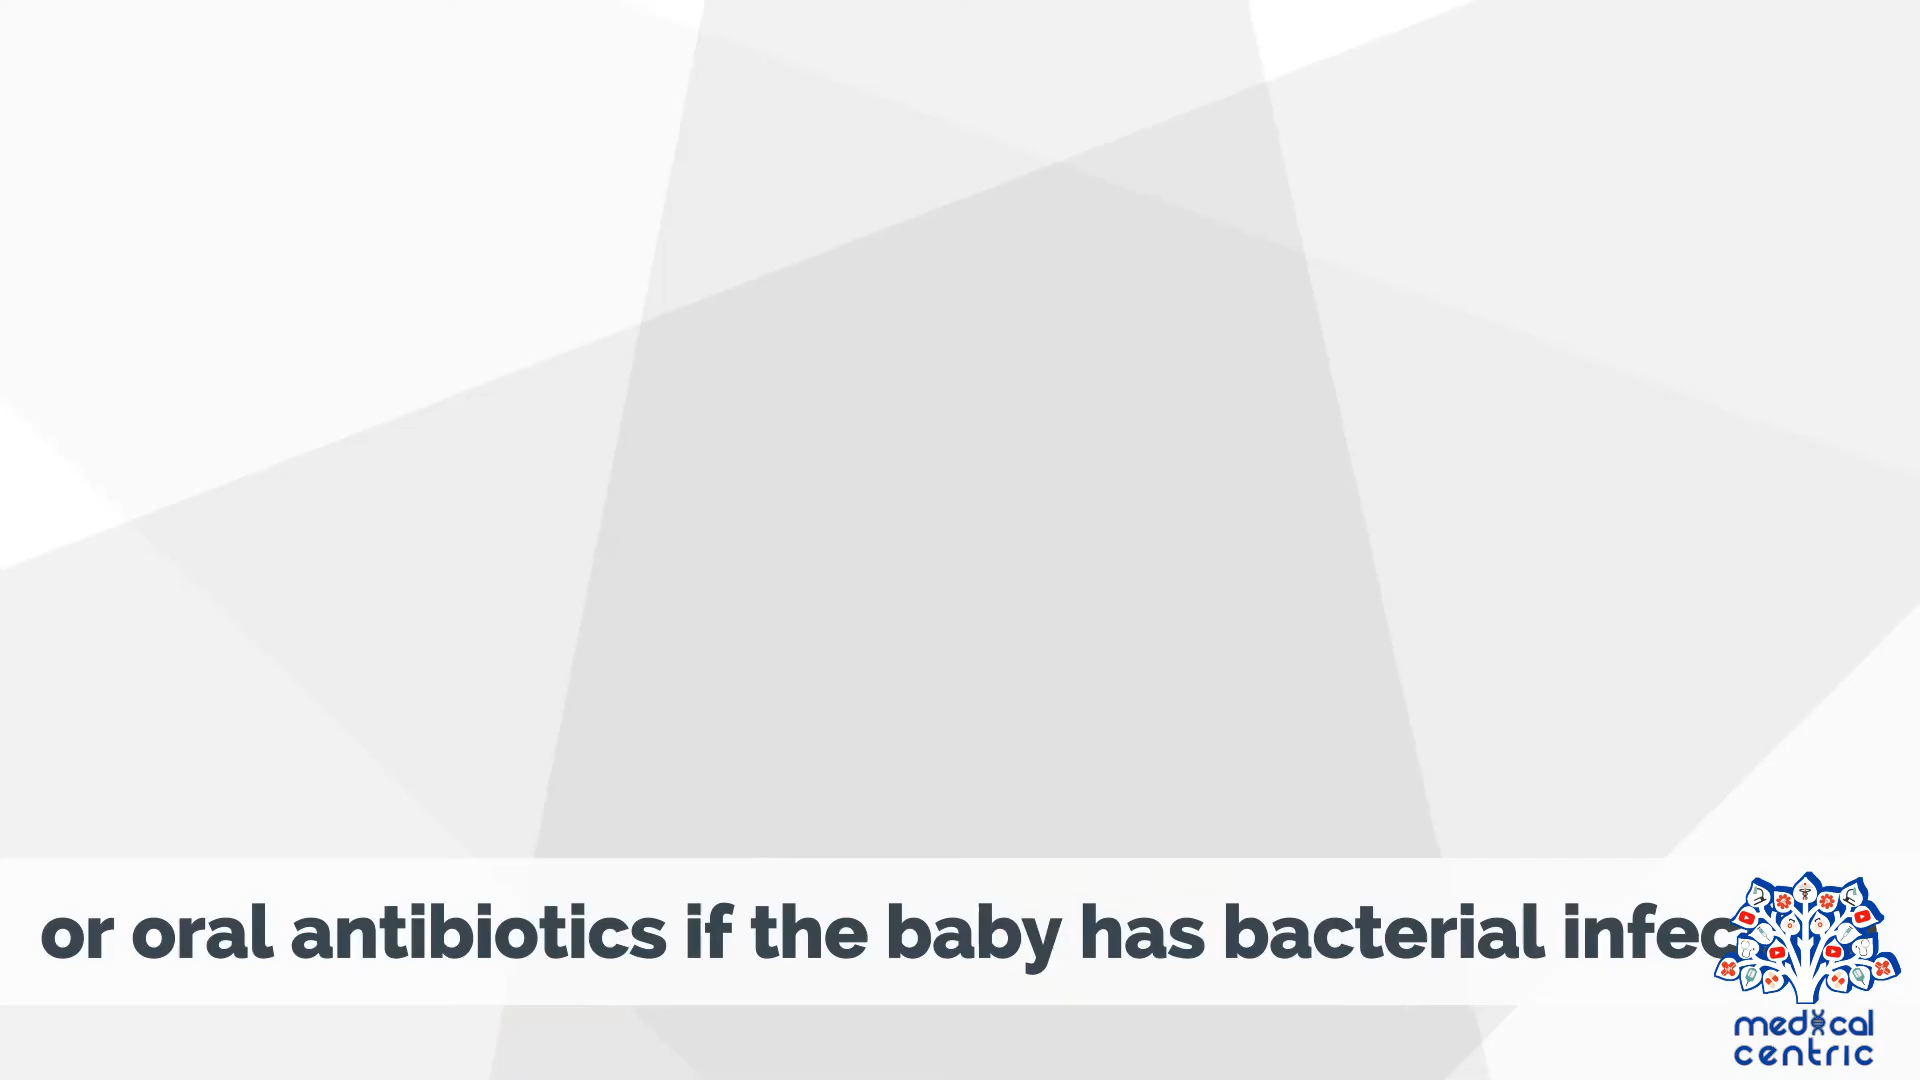 or oral antibiotics if the baby has bacterial infec
medical
centric